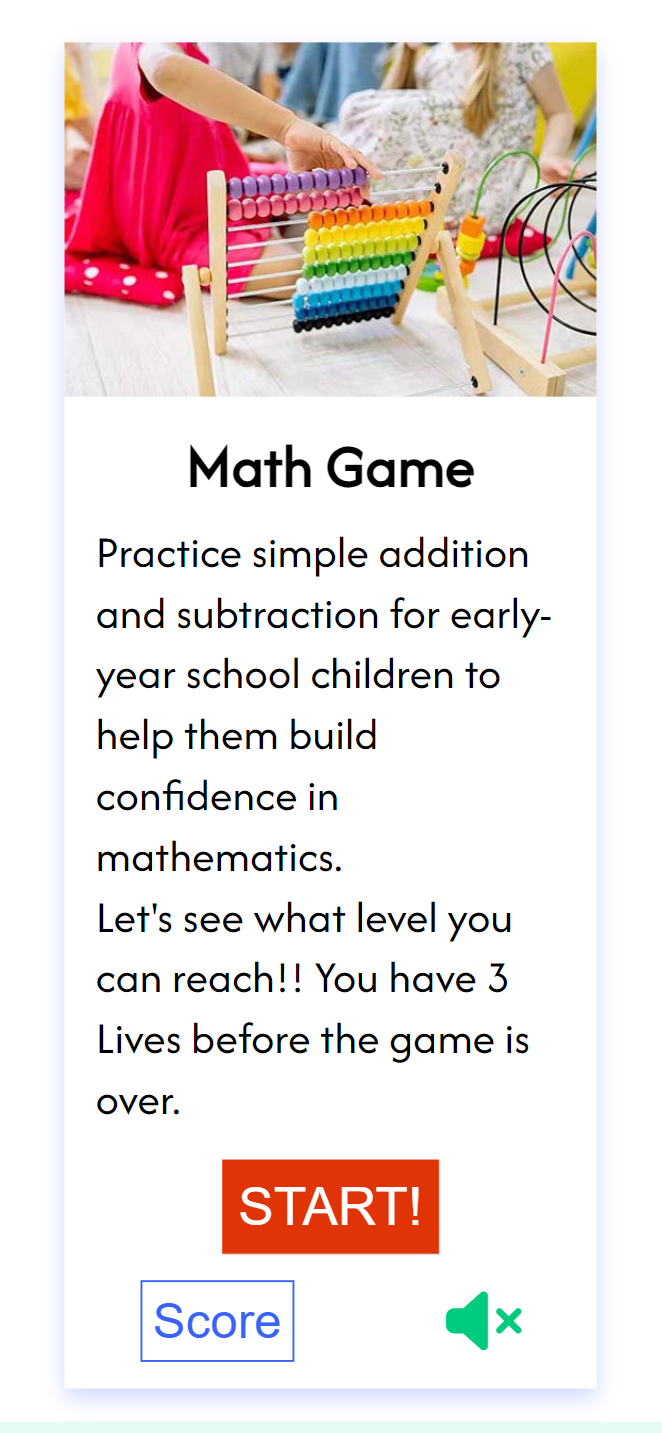 Math Game
Practice simple addition
and subtraction for early-
year school children to
help them build
confidence in
mathematics.
Let's see what level you
can reach!! You have 3
Lives before the game is
over.
START!
Score